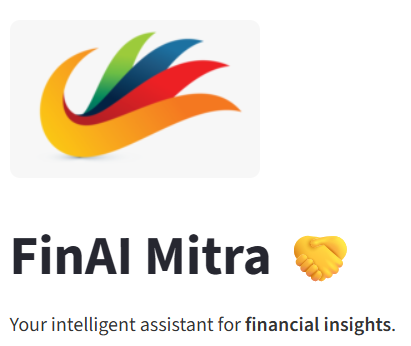 FinAI Mitra 🤝
Your intelligent assistant for financial insights.